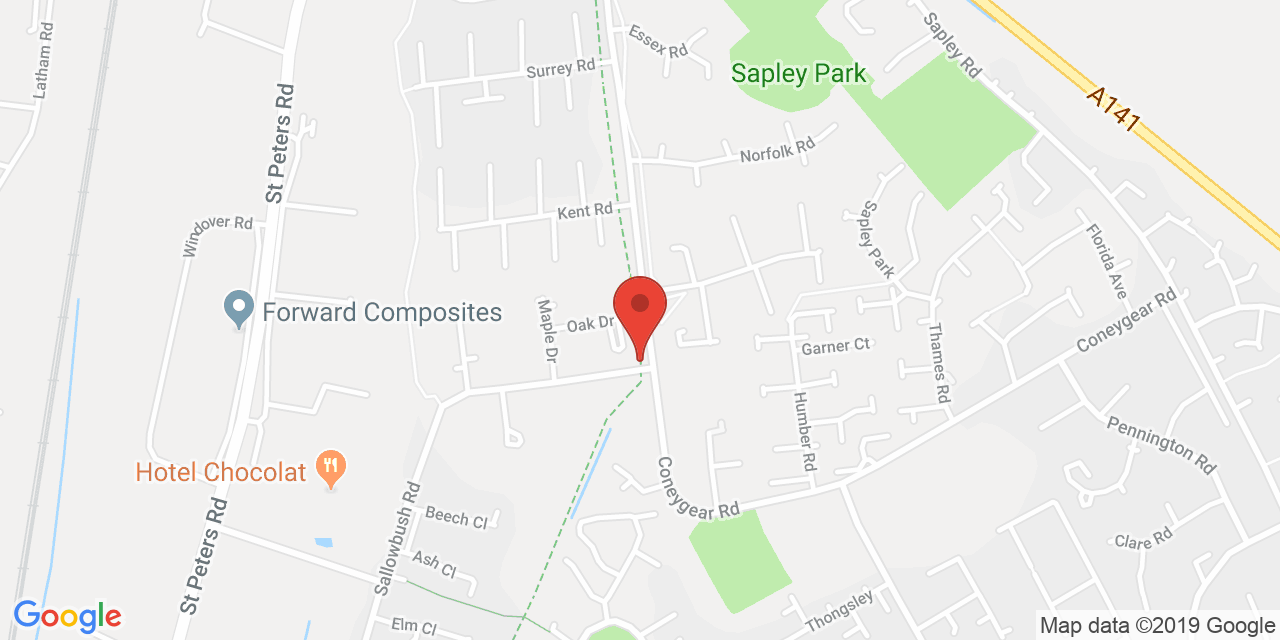 Latham Rd
St Peters Rd
Essex Rd
Surrey Rd
Sapley Park
Sapley Rd
A141
Norfolk Rd
Kent Rd
Windover Rd
Sapley Park
Florida Ave
Forward Composites
Maple Dr
Oak Dr
Garner Ct
Thames Rd
Coneygear Rd
Humber Rd
Pennington Rd
Hotel Chocolat
Coneygear Rd
St Peters Rd
Sallowbush Rd
Beech Cl
Ash Cl
Clare Rd
Thongsley
Elm Cl
Google
Map data ©2019 Google